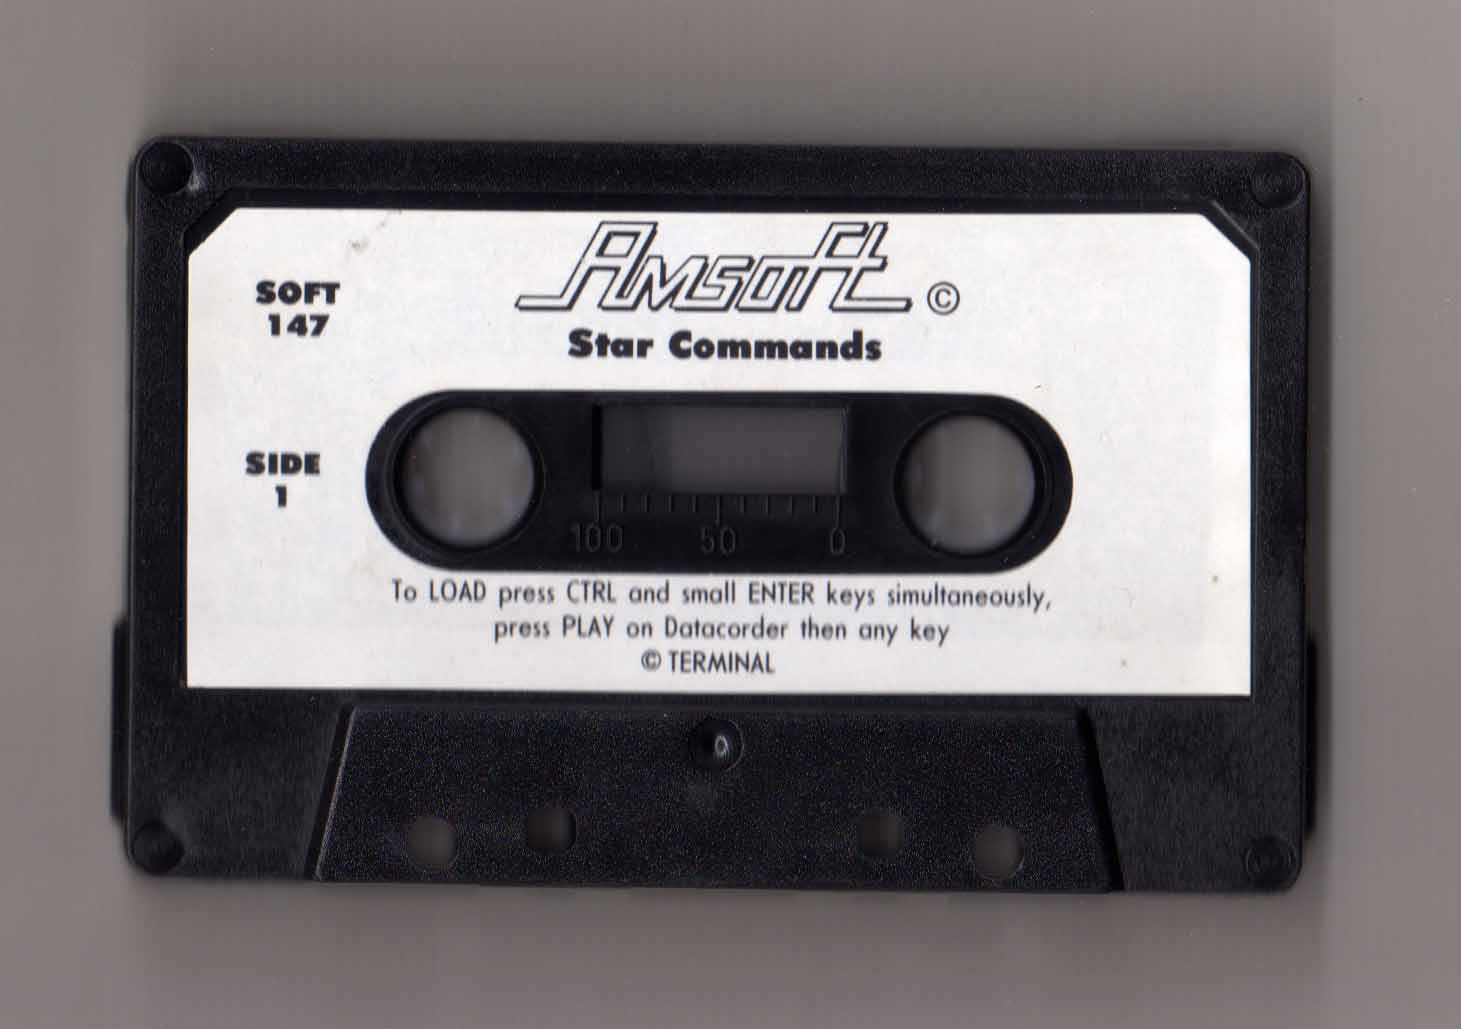 Amsoft ©
SOFT
147
Star Commands
SIDE
1
100 50 0
To LOAD press CTRL and small ENTER keys simultaneously,
press PLAY on Datacorder then any key
© TERMINAL